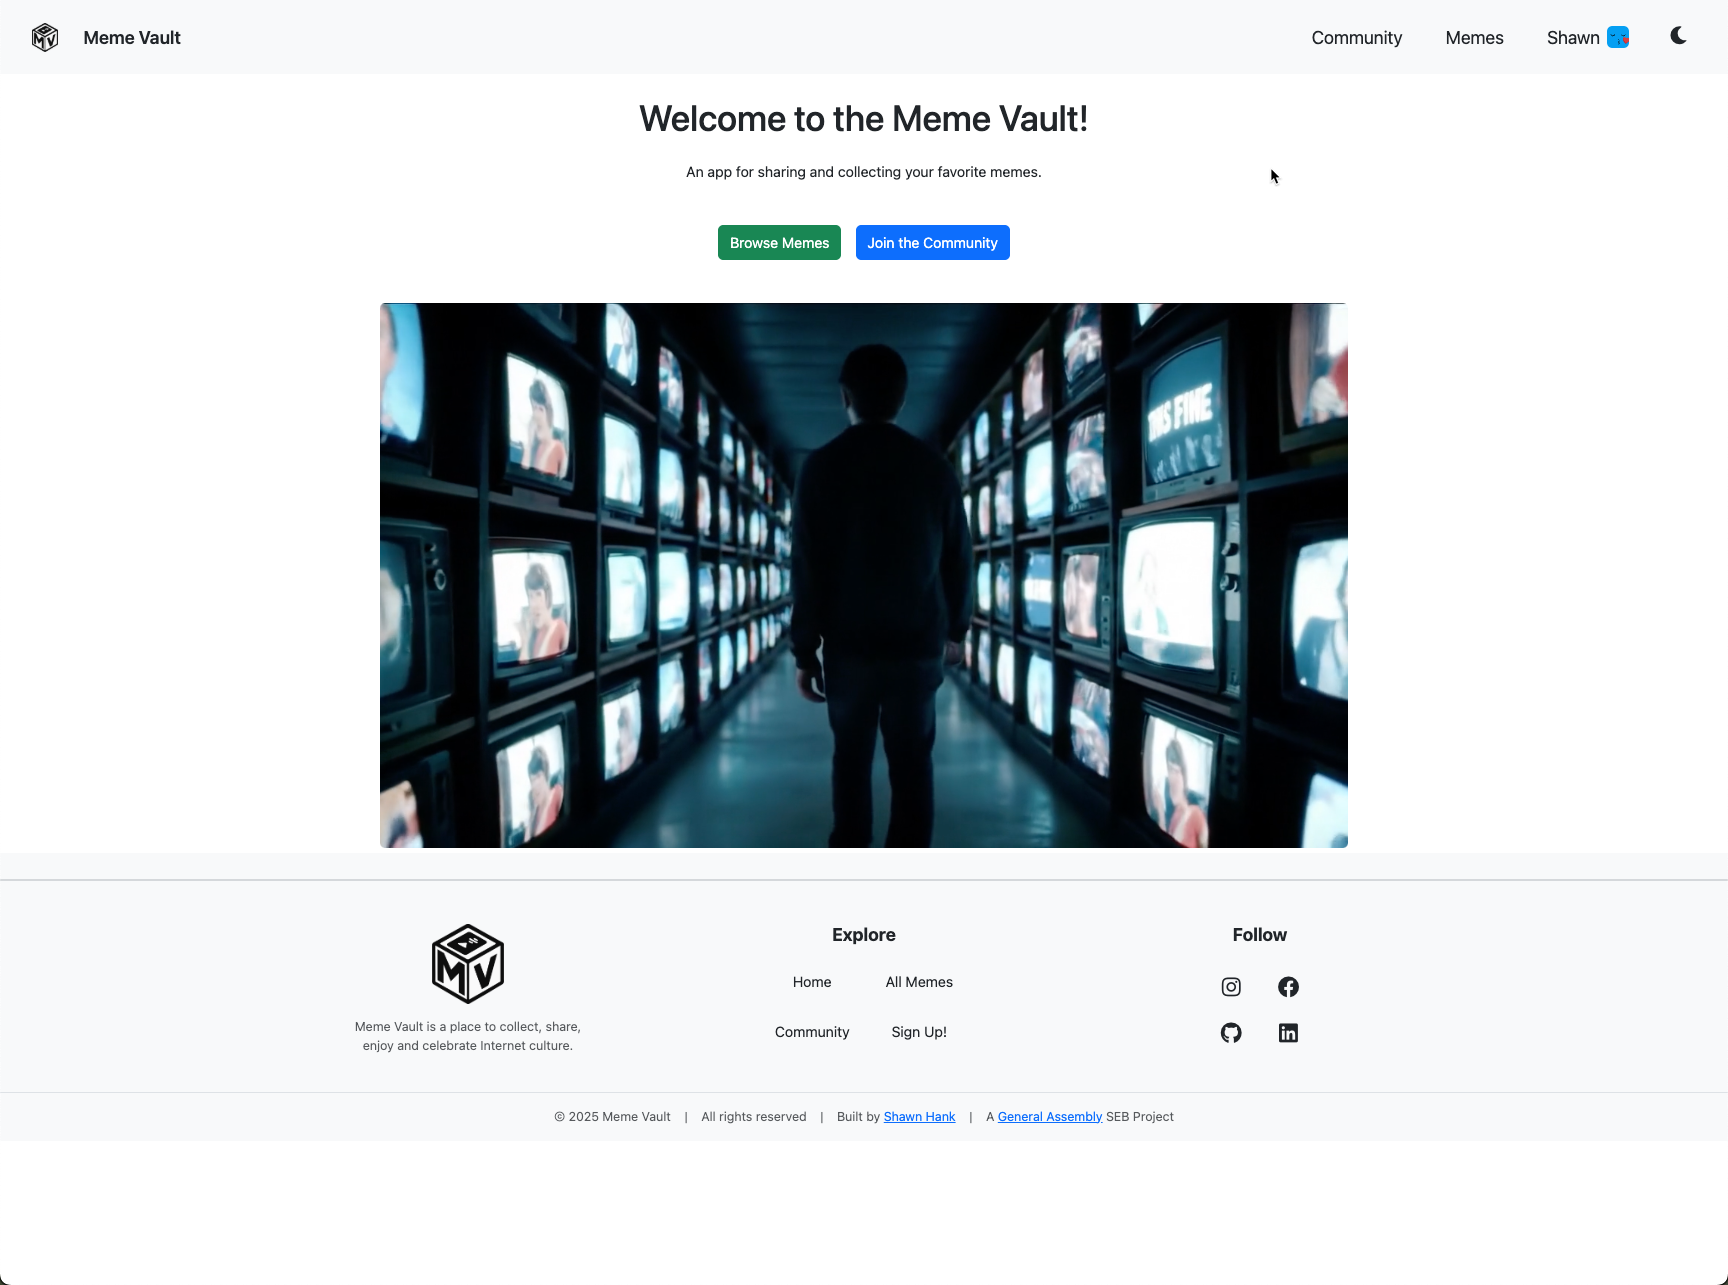 Meme Vault
Community Memes Shawn
Welcome to the Meme Vault!
An app for sharing and collecting your favorite memes.
Browse Memes Join the Community
THIS FINE
MV
Explore
Follow
Home All Memes
Community Sign Up!
Meme Vault is a place to collect, share,
enjoy and celebrate Internet culture.
© 2025 Meme Vault | All rights reserved | Built by Shawn Hank | A General Assembly SEB Project